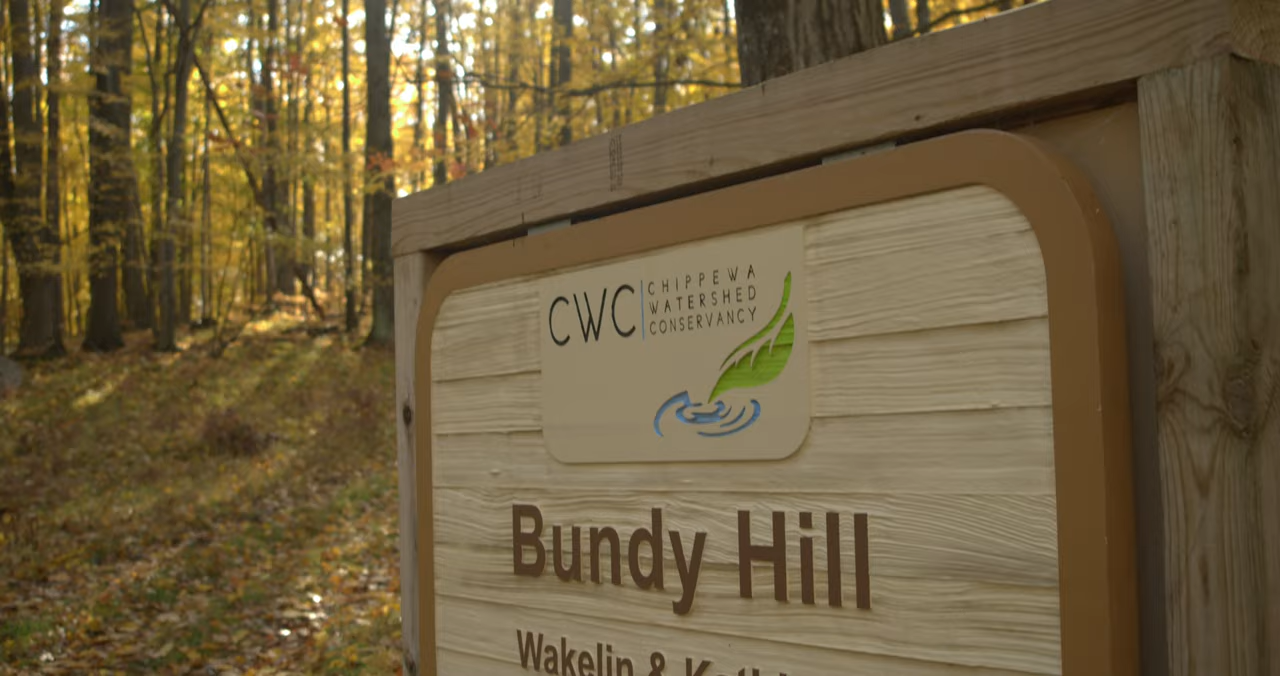 CWC
CHIPPEWA
WATERSHED
CONSERVANCY
Bundy Hill
Wakelin &